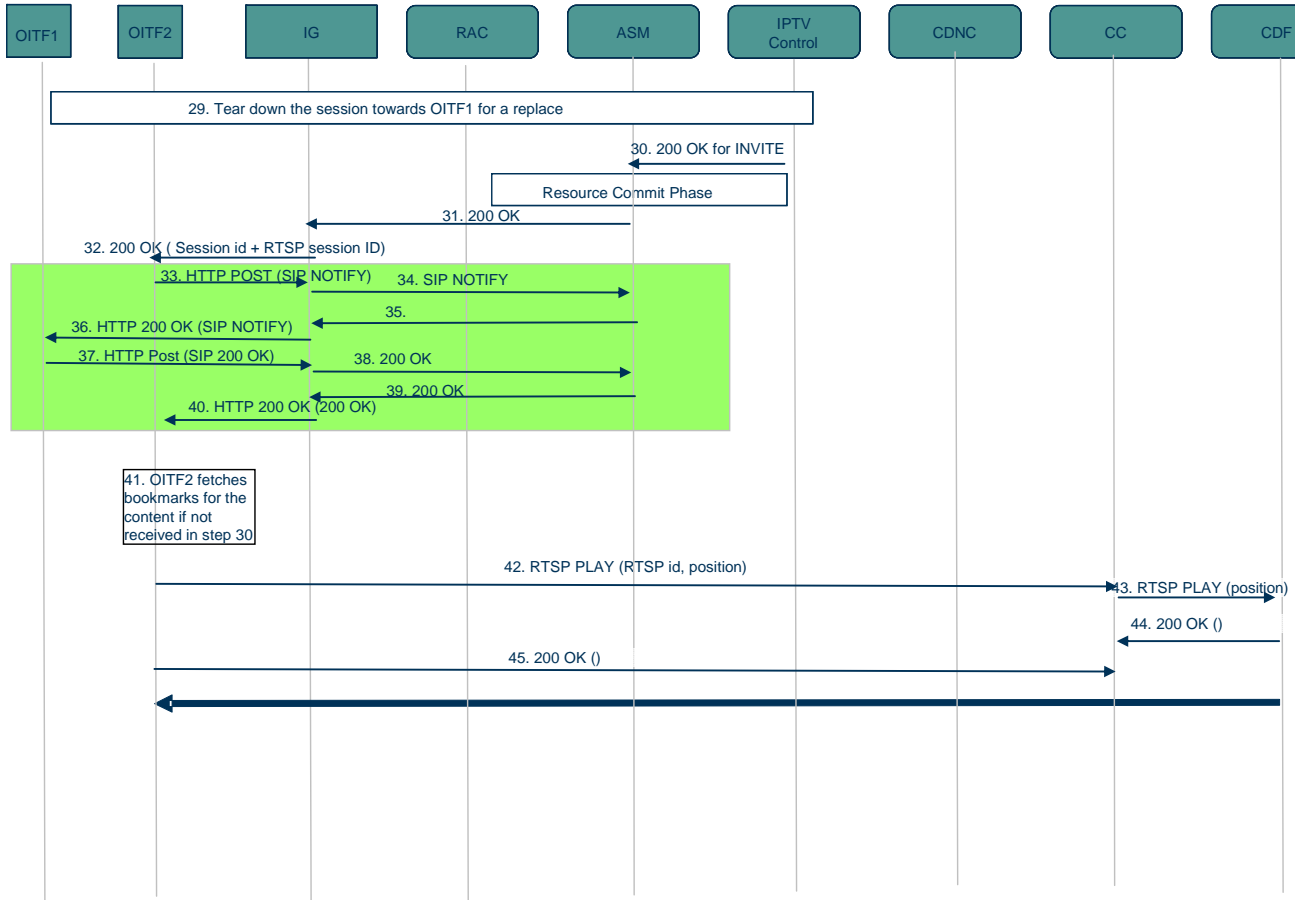 OITF1
OITF2
IG
RAC
ASM
IPTV
Control
CDNC
CC
CDF
29. Tear down the session towards OITF1 for a replace
30. 200 OK for INVITE
Resource Commit Phase
31. 200 OK
32. 200 OK ( Session id + RTSP session ID)
33. HTTP POST (SIP NOTIFY)
34. SIP NOTIFY
35.
36. HTTP 200 OK (SIP NOTIFY)
37. HTTP Post (SIP 200 OK)
38. 200 OK
39. 200 OK
40. HTTP 200 OK (200 OK)
41. OITF2 fetches
bookmarks for the
content if not
received in step 30
42. RTSP PLAY (RTSP id, position)
43. RTSP PLAY (position)
44. 200 OK ()
45. 200 OK ()